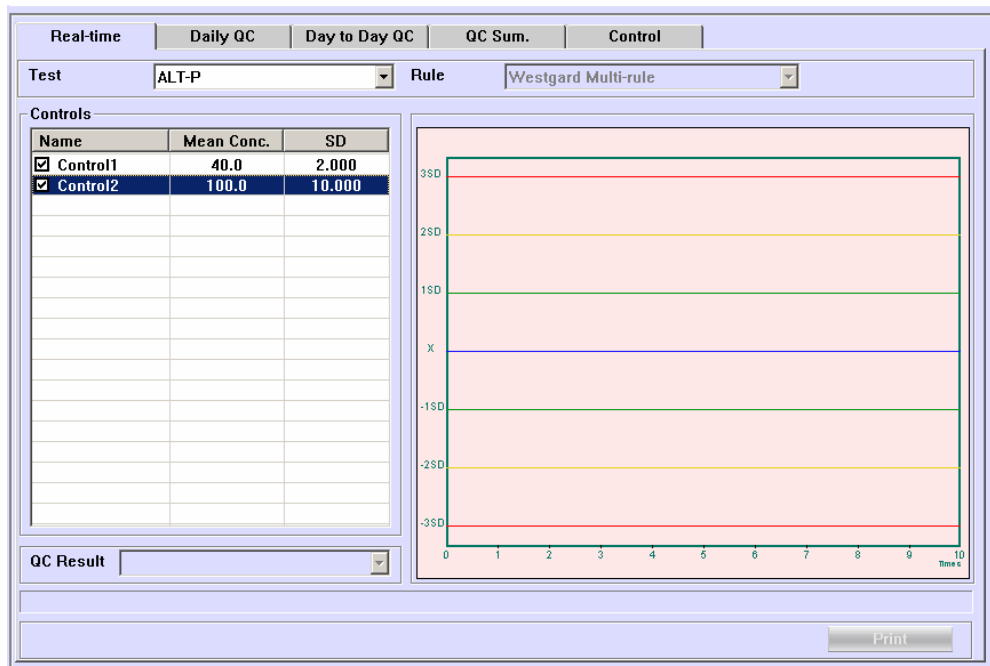 Real-time Daily QC Day to Day QC QC Sum. Control
Test ALT-P Rule Westgard Multi-rule
Controls
Name Mean Conc. SD
Control1 40.0 2.000
Control2 100.0 10.000
3SD
2SD
1SD
X
-1SD
-2SD
-3SD
0 1 2 3 4 5 6 7 8 9 10
Times
QC Result
Print